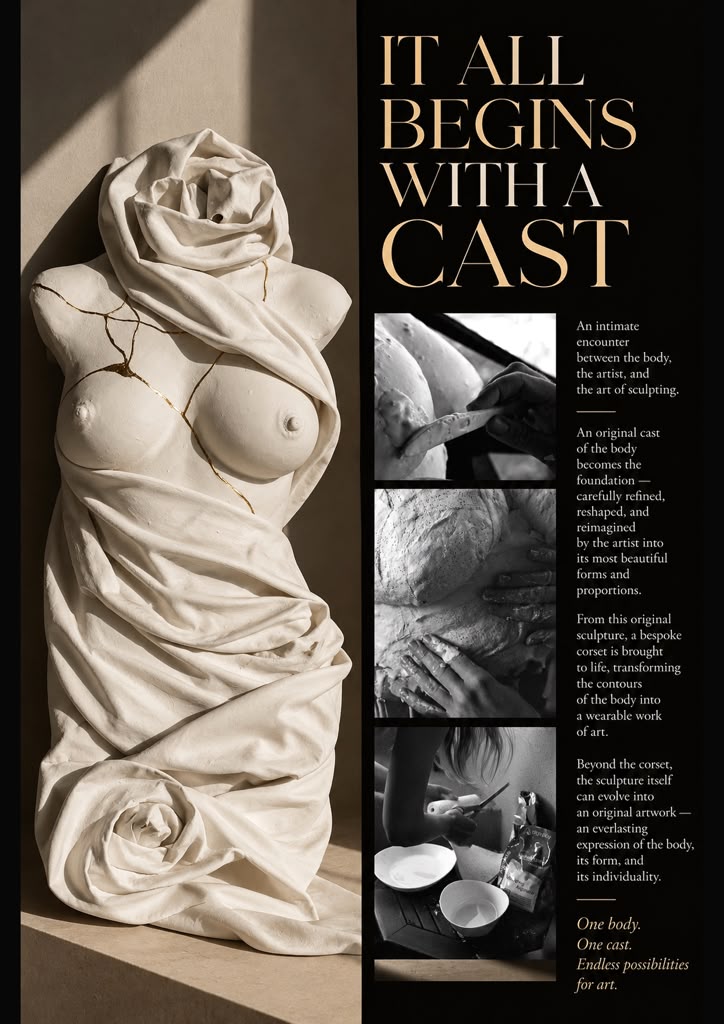 IT ALL
BEGINS
WITH A
CAST
An intimate
encounter
between the body,
the artist, and
the art of sculpting.
An original cast
of the body
becomes the
foundation —
carefully refined,
reshaped, and
reimagined
by the artist into
its most beautiful
forms and
proportions.
From this original
sculpture, a bespoke
corset is brought
to life, transforming
the contours
of the body into
a wearable work
of art.
Beyond the corset,
the sculpture itself
can evolve into
an original artwork —
an everlasting
expression of the body,
its form, and
its individuality.
One body.
One cast.
Endless possibilities
for art.